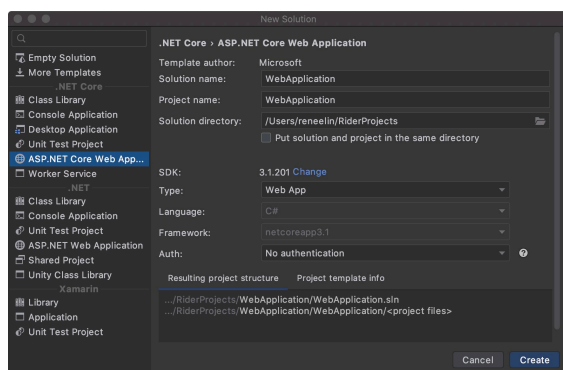 New Solution
Empty Solution
More Templates
.NET Core
Class Library
Console Application
Desktop Application
Unit Test Project
ASP.NET Core Web App...
Worker Service
.NET
Class Library
Console Application
Unit Test Project
ASP.NET Web Application
Shared Project
Unity Class Library
Xamarin
Library
Application
Unit Test Project
.NET Core › ASP.NET Core Web Application
Template author: Microsoft
Solution name: WebApplication
Project name: WebApplication
Solution directory: /Users/reneelin/RiderProjects
Put solution and project in the same directory
SDK: 3.1.201 Change
Type: Web App
Language: C#
Framework: netcoreapp3.1
Auth: No authentication ?
Resulting project structure Project template info
.../RiderProjects/WebApplication/WebApplication.sln
.../RiderProjects/WebApplication/WebApplication/<project files>
Cancel Create